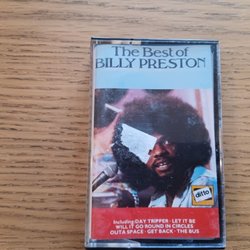 The Best of
BILLY PRESTON
ditto
Including DAY TRIPPER · LET IT BE
WILL IT GO ROUND IN CIRCLES
OUTA SPACE · GET BACK · THE BUS